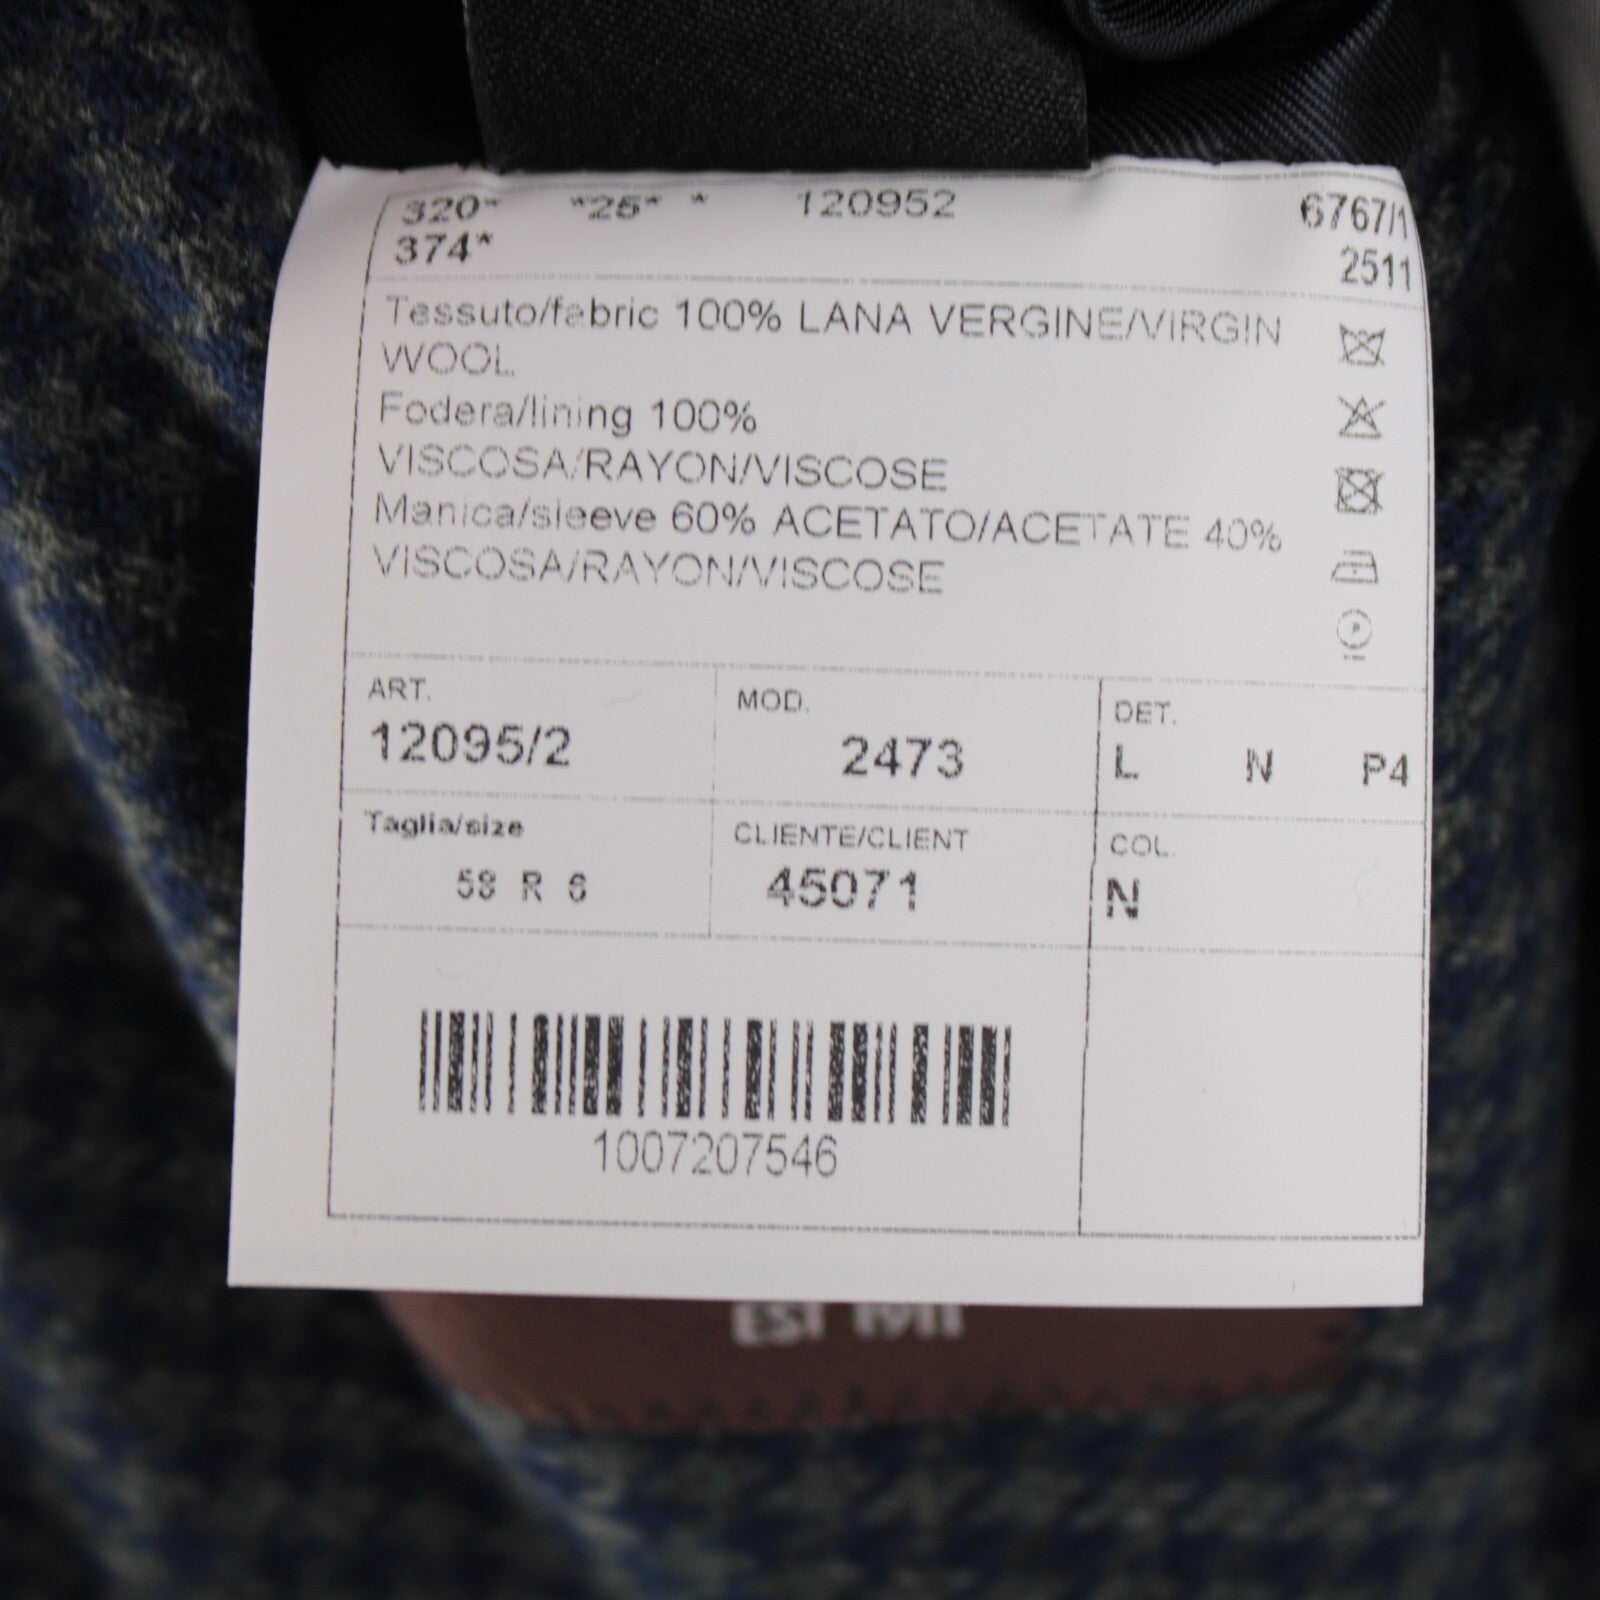 320* *25* * 120952 6767/1
374* 2511
Tessuto/fabric 100% LANA VERGINE/VIRGIN
WOOL
Fodera/lining 100%
VISCOSA/RAYON/VISCOSE
Manica/sleeve 60% ACETATO/ACETATE 40%
VISCOSA/RAYON/VISCOSE
P
ART. MOD. DET.
12095/2 2473 L N P4
Taglia/size CLIENTE/CLIENT COL.
58 R 6 45071 N
1007207546
EST 1911